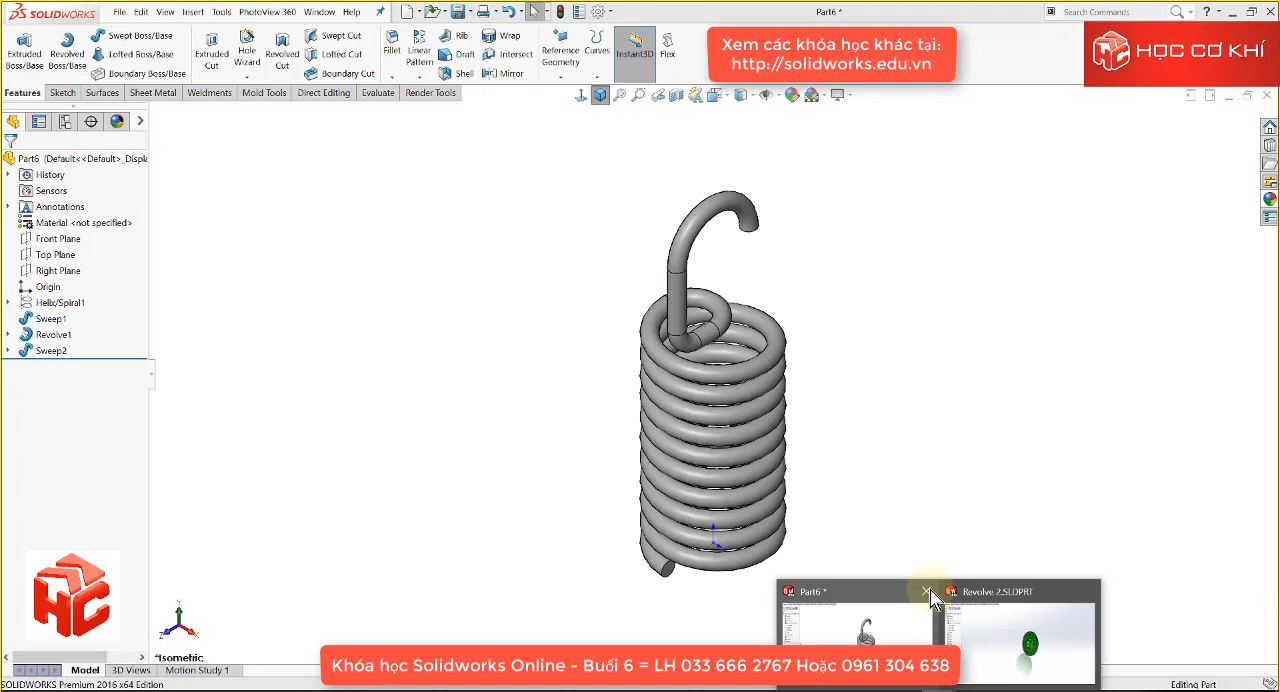 SOLIDWORKS
File Edit View Insert Tools PhotoView 360 Window Help
Part6 *
Search Commands
Extruded Boss/Base
Revolved Boss/Base
Swept Boss/Base
Lofted Boss/Base
Boundary Boss/Base
Extruded Cut
Hole Wizard
Revolved Cut
Swept Cut
Lofted Cut
Boundary Cut
Fillet
Linear Pattern
Rib
Draft
Shell
Wrap
Intersect
Mirror
Reference Geometry
Curves
Instant3D
Flex
Xem các khóa học khác tại:
http://solidworks.edu.vn
HỌC CƠ KHÍ
Features Sketch Surfaces Sheet Metal Weldments Mold Tools Direct Editing Evaluate Render Tools
Part6 (Default<<Default>_Displa
History
Sensors
Annotations
Material <not specified>
Front Plane
Top Plane
Right Plane
Origin
Helix/Spiral1
Sweep1
Revolve1
Sweep2
HC
Y
Z
X
*Isometric
Part6 *
Revolve 2.SLDPRT
Khóa học Solidworks Online - Buổi 6 = LH 033 666 2767 Hoặc 0961 304 638
Model 3D Views Motion Study 1
SOLIDWORKS Premium 2016 x64 Edition
Editing Part